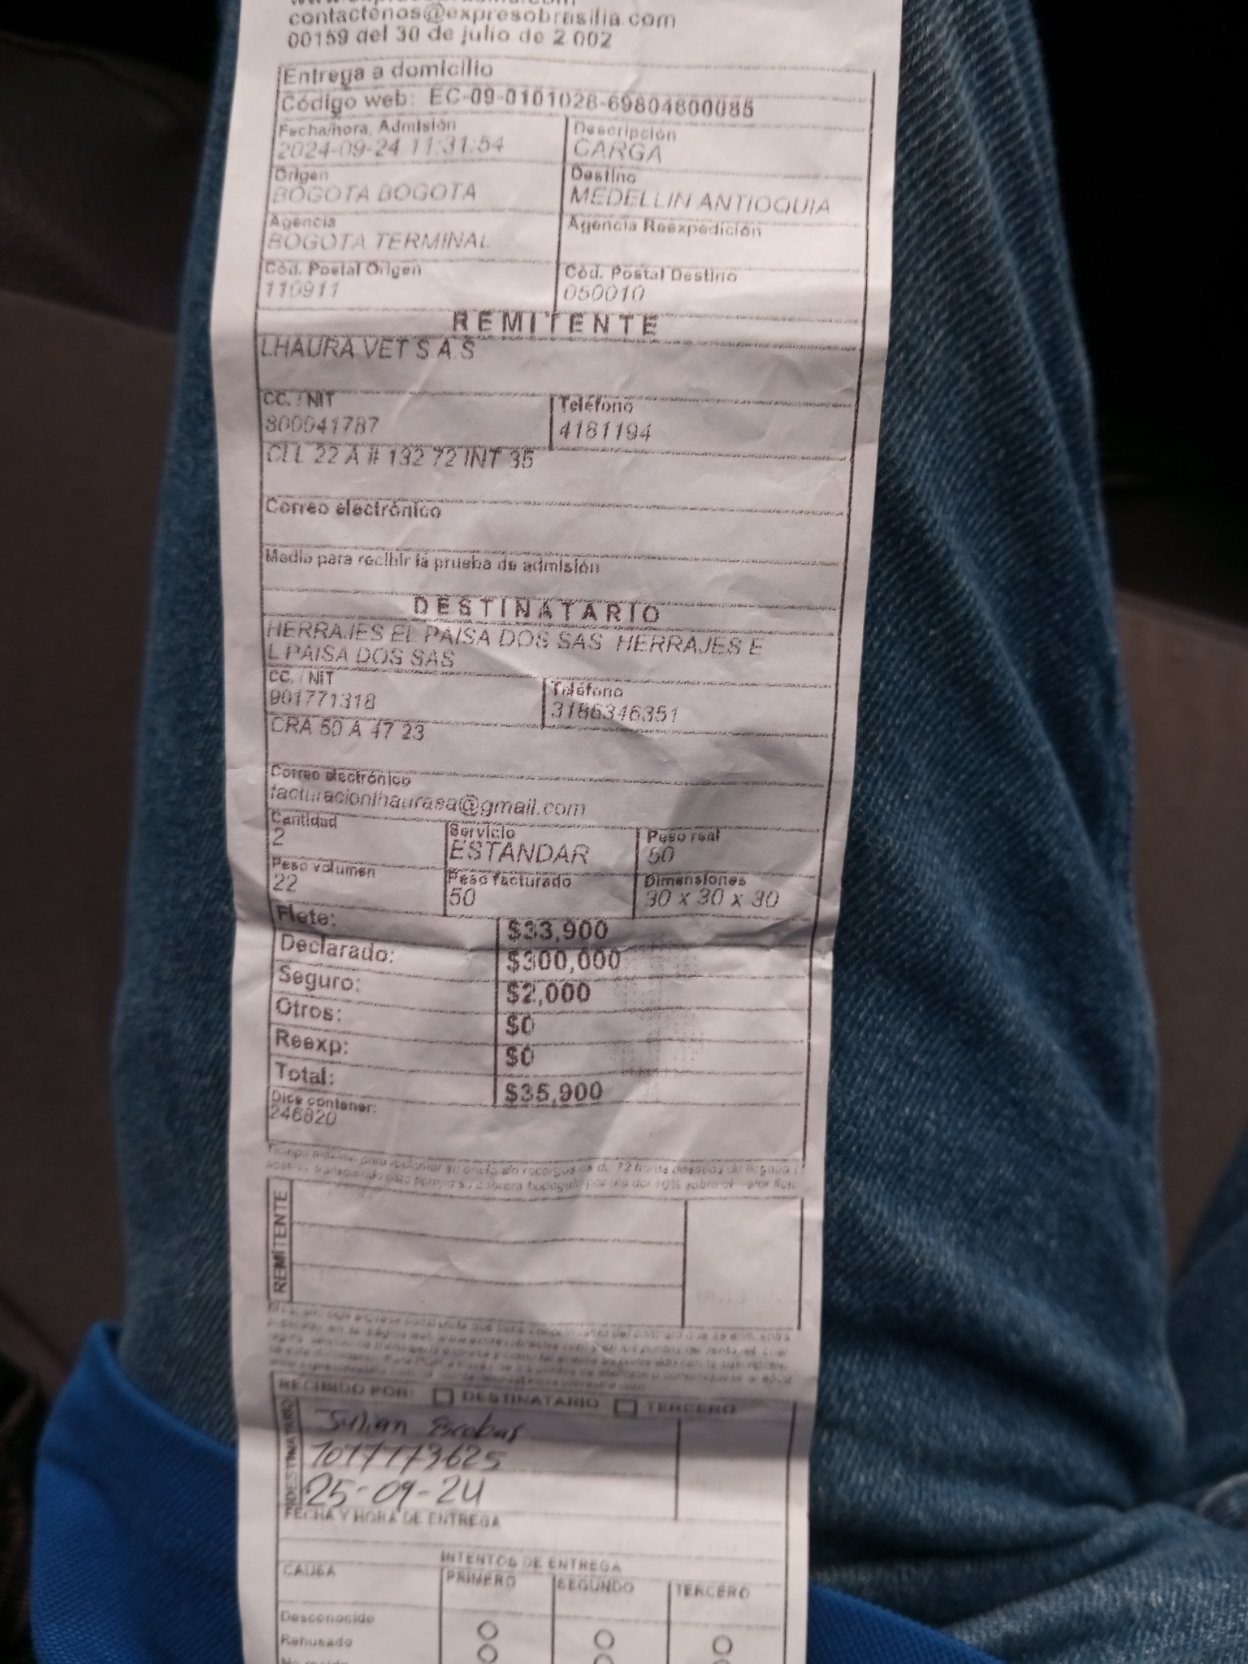 contactenos@expresobrasilia.com
00159 del 30 de julio de 2.002
Entrega a domicilio
Código web: EC-09-0101028-69804600085
Fecha/hora, Admisión Descripción
2024-09-24 11:31:54 CARGA
Origen Destino
BOGOTA BOGOTA MEDELLIN ANTIOQUIA
Agencia Agencia Reexpedición
BOGOTA TERMINAL
Cód. Postal Origen Cód. Postal Destino
110911 050010
REMITENTE
LHAURA VET S A S
CC. / NIT Teléfono
800041787 4181194
CLL 22 A # 132 72 INT 35
Correo electrónico
Medio para recibir la prueba de admisión
DESTINATARIO
HERRAJES EL PAISA DOS SAS HERRAJES E
L PAISA DOS SAS
CC. / NIT Teléfono
901771318 3186346351
CRA 50 A 47 23
Correo electrónico
facturacionlhaurasa@gmail.com
Cantidad Servicio Peso real
2 ESTANDAR 50
Peso volumen Peso facturado Dimensiones
22 50 30 x 30 x 30
Flete: $33,900
Declarado: $300,000
Seguro: $2,000
Otros: $0
Reexp: $0
Total: $35,900
Dice contener:
246820
REMITENTE
RECIBIDO POR: DESTINATARIO TERCERO
DESTINATARIO
Julian Escobar
1077773625
25-09-24
FECHA Y HORA DE ENTREGA
INTENTOS DE ENTREGA
CAUSA PRIMERO SEGUNDO TERCERO
Desconocido
Rehusado